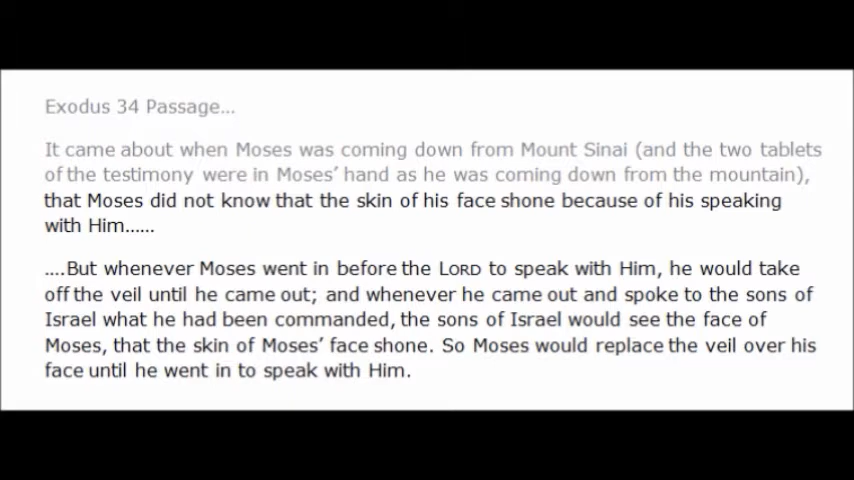 Exodus 34 Passage...
It came about when Moses was coming down from Mount Sinai (and the two tablets
of the testimony were in Moses’ hand as he was coming down from the mountain),
that Moses did not know that the skin of his face shone because of his speaking
with Him......
....But whenever Moses went in before the LORD to speak with Him, he would take
off the veil until he came out; and whenever he came out and spoke to the sons of
Israel what he had been commanded, the sons of Israel would see the face of
Moses, that the skin of Moses’ face shone. So Moses would replace the veil over his
face until he went in to speak with Him.